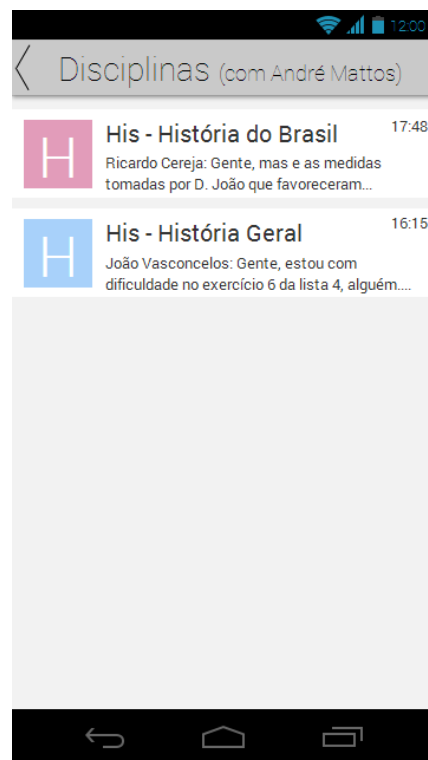 12:00
Disciplinas (com André Mattos)
H
His - História do Brasil
17:48
Ricardo Cereja: Gente, mas e as medidas
tomadas por D. João que favoreceram...
H
His - História Geral
16:15
João Vasconcelos: Gente, estou com
dificuldade no exercício 6 da lista 4, alguém....